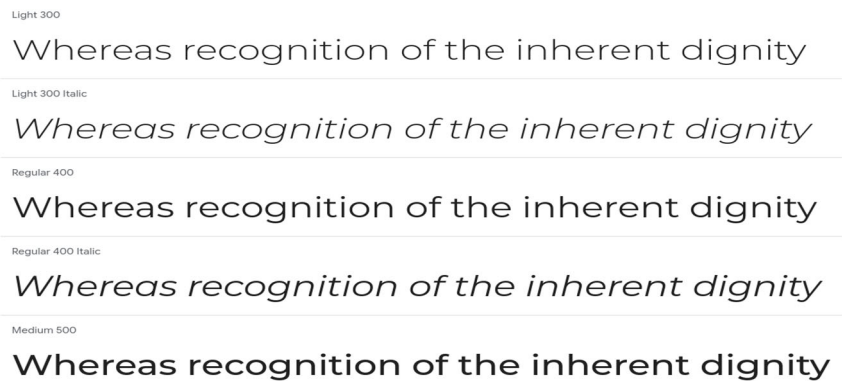 Light 300
Whereas recognition of the inherent dignity
Light 300 Italic
Whereas recognition of the inherent dignity
Regular 400
Whereas recognition of the inherent dignity
Regular 400 Italic
Whereas recognition of the inherent dignity
Medium 500
Whereas recognition of the inherent dignity